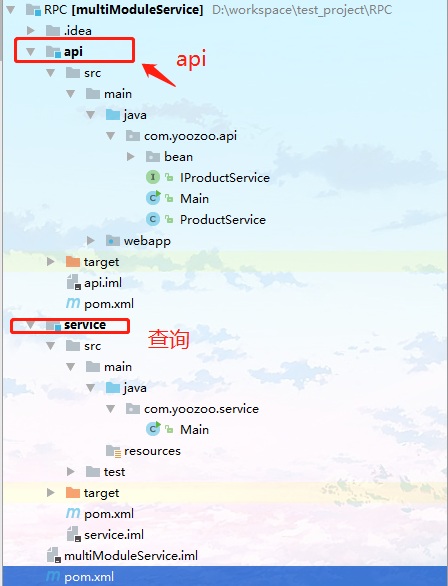 RPC [multiModuleService] D:\workspace\test_project\RPC
.idea
api
api
src
main
java
com.yoozoo.api
bean
I IProductService
C Main
C ProductService
webapp
target
api.iml
m pom.xml
service
查询
src
main
java
com.yoozoo.service
C Main
resources
test
target
m pom.xml
service.iml
multiModuleService.iml
m pom.xml